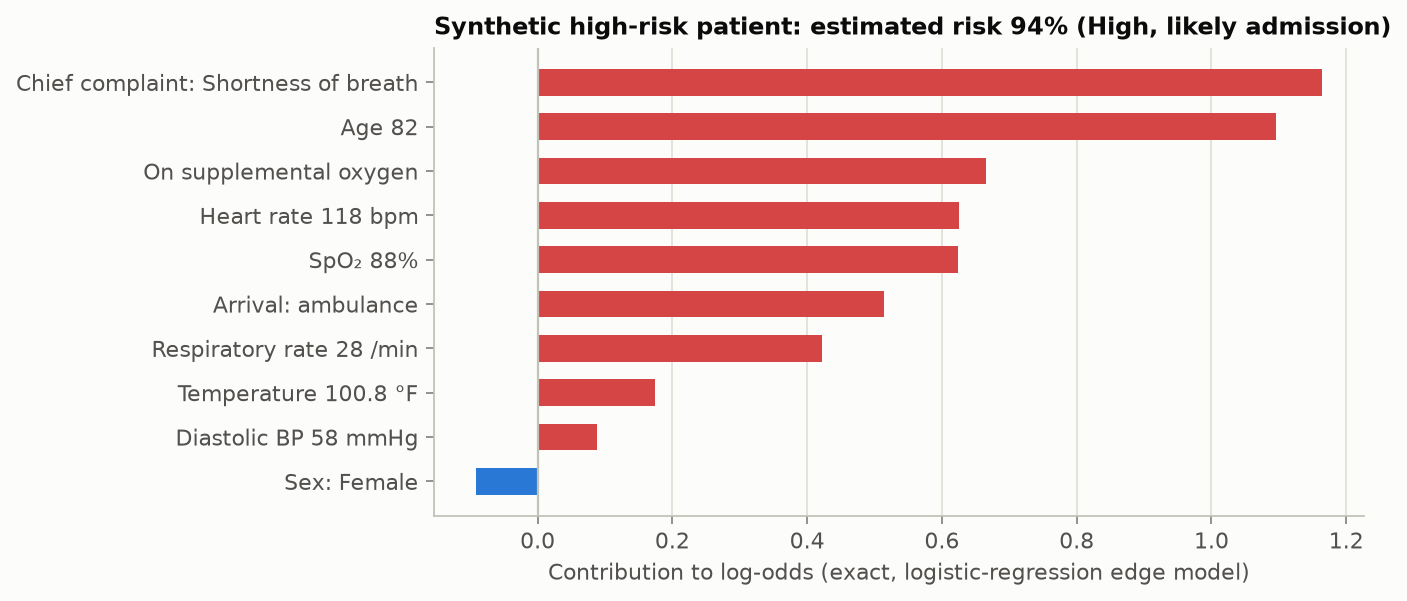 Synthetic high-risk patient: estimated risk 94% (High, likely admission)
Chief complaint: Shortness of breath
Age 82
On supplemental oxygen
Heart rate 118 bpm
SpO₂ 88%
Arrival: ambulance
Respiratory rate 28 /min
Temperature 100.8 °F
Diastolic BP 58 mmHg
Sex: Female
0.0 0.2 0.4 0.6 0.8 1.0 1.2
Contribution to log-odds (exact, logistic-regression edge model)